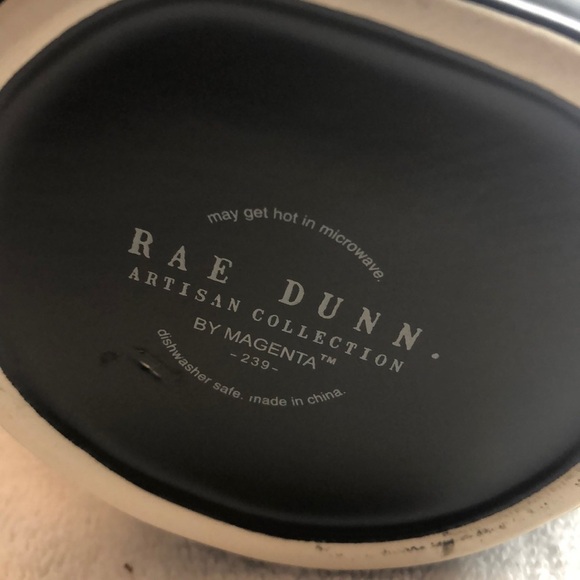 may get hot in microwave.
RAE DUNN.
ARTISAN COLLECTION
BY MAGENTA™
-239-
dishwasher safe. made in china.